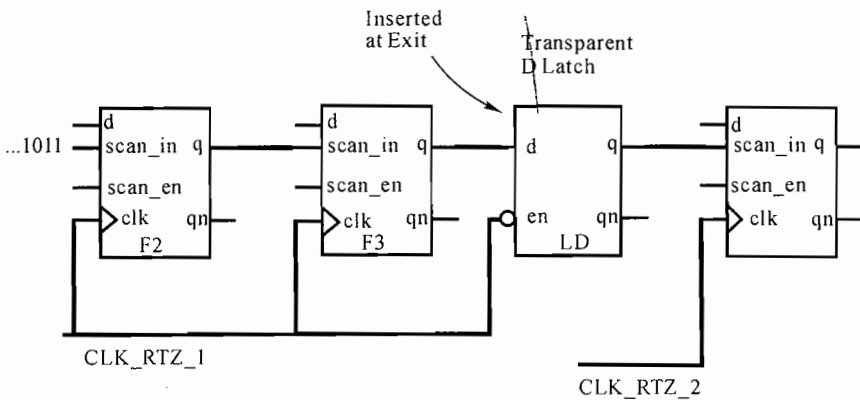 Inserted
at Exit
Transparent
D Latch
d
...1011
scan_in
q
scan_en
clk
qn
F2
d
scan_in
q
scan_en
clk
qn
F3
d
q
en
qn
LD
d
scan_in
q
scan_en
clk
qn
CLK_RTZ_1
CLK_RTZ_2